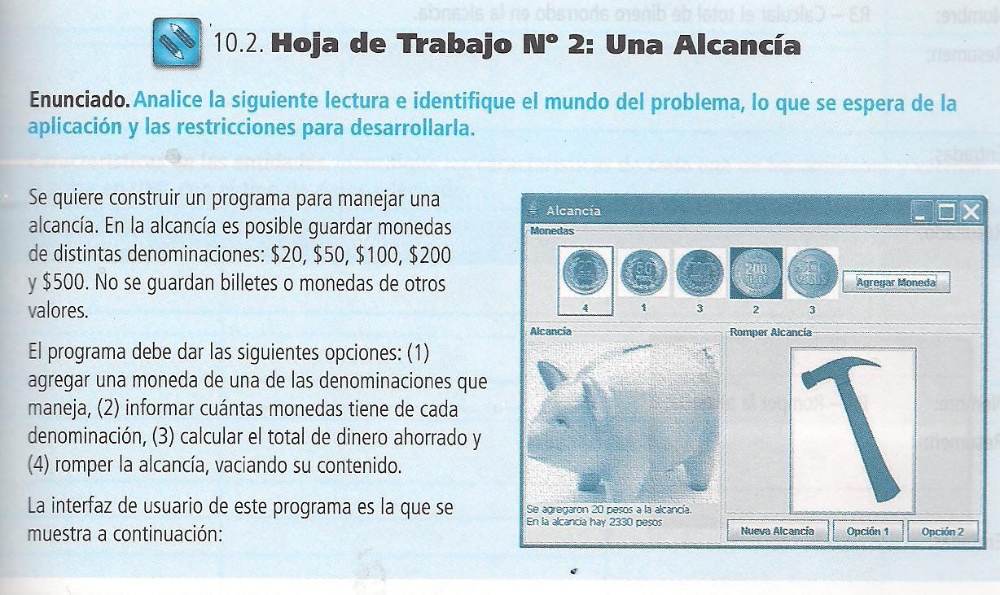 10.2. Hoja de Trabajo Nº 2: Una Alcancía
Enunciado. Analice la siguiente lectura e identifique el mundo del problema, lo que se espera de la
aplicación y las restricciones para desarrollarla.
Se quiere construir un programa para manejar una
alcancía. En la alcancía es posible guardar monedas
de distintas denominaciones: $20, $50, $100, $200
y $500. No se guardan billetes o monedas de otros
valores.
El programa debe dar las siguientes opciones: (1)
agregar una moneda de una de las denominaciones que
maneja, (2) informar cuántas monedas tiene de cada
denominación, (3) calcular el total de dinero ahorrado y
(4) romper la alcancía, vaciando su contenido.
La interfaz de usuario de este programa es la que se
muestra a continuación:
Alcancía
Monedas
200
Agregar Moneda
4 1 3 2 3
Alcancía
Romper Alcancía
Se agregaron 20 pesos a la alcancía.
En la alcancía hay 2330 pesos
Nueva Alcancía Opción 1 Opción 2